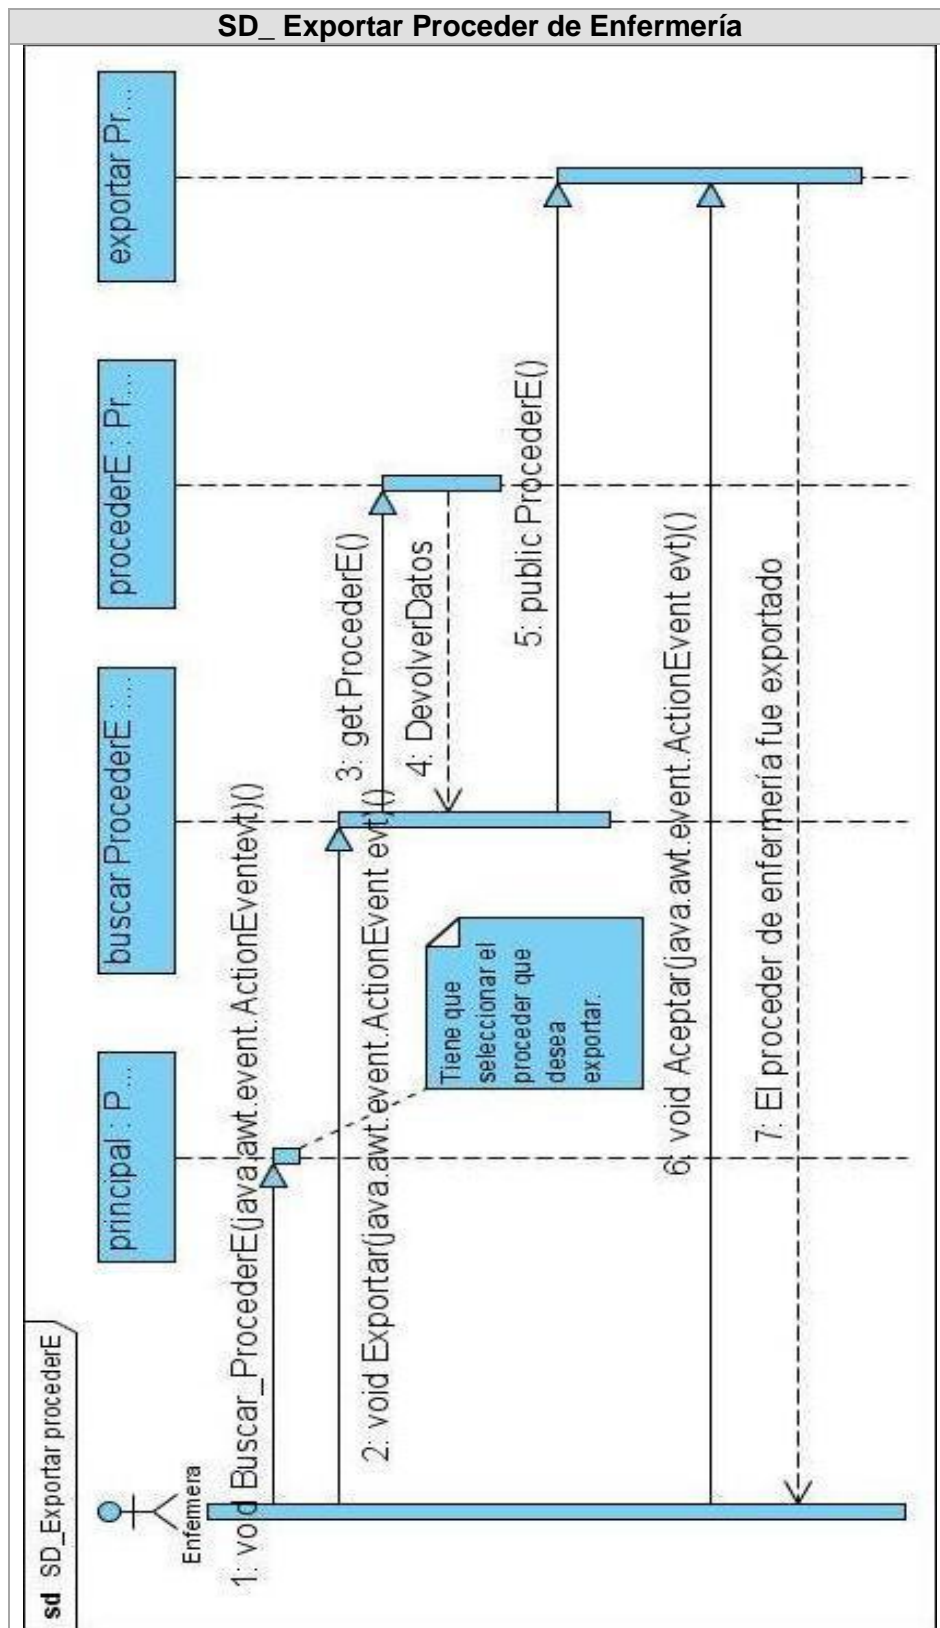 SD_ Exportar Proceder de Enfermería
sd SD_Exportar procederE
Enfermera
principal : P...
buscar ProcederE :...
procederE : Pr...
exportar Pr...
1: void Buscar_ProcederE(java.awt.event.ActionEventevt)()
2: void Exportar(java.awt.event.ActionEvent evt)()
3: get ProcederE()
4: DevolverDatos
Tiene que
seleccionar el
proceder que
desea
exportar.
5: public ProcederE()
6: void Aceptar(java.awt.event.ActionEvent evt)()
7: El proceder de enfermería fue exportado